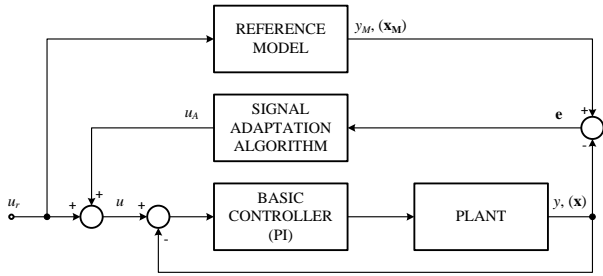 REFERENCE
MODEL
y_M, (x_M)
+
-
e
SIGNAL
ADAPTATION
ALGORITHM
u_A
+
u_r
+
u
+
-
BASIC
CONTROLLER
(PI)
PLANT
y, (x)